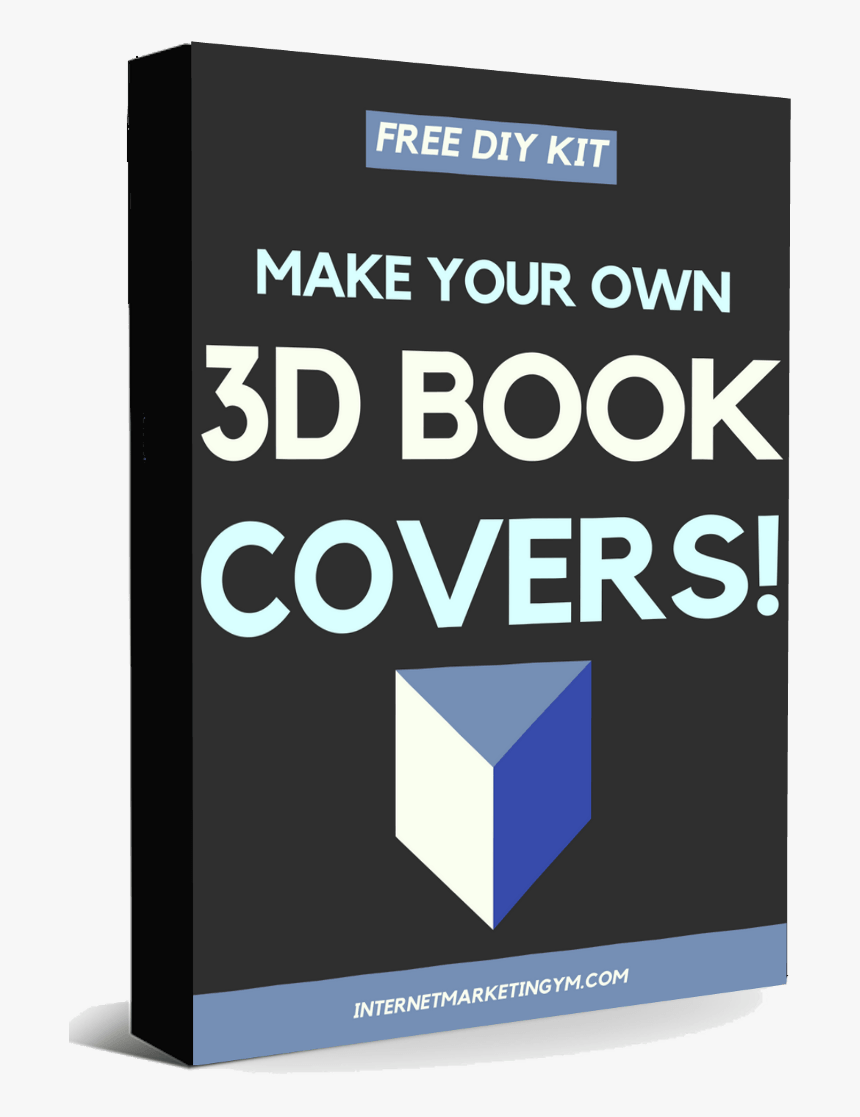 FREE DIY KIT
MAKE YOUR OWN
3D BOOK
COVERS!
INTERNETMARKETINGYM.COM